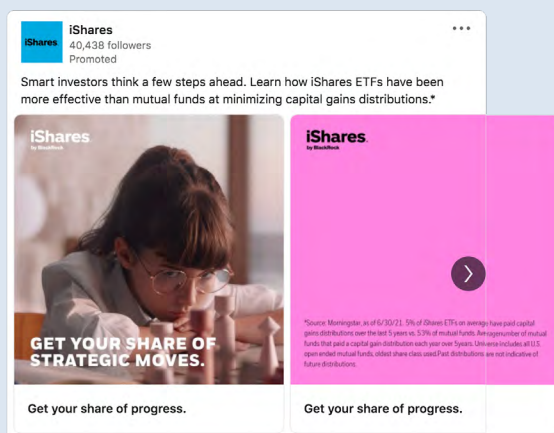 iShares
iShares
40,438 followers
Promoted
Smart investors think a few steps ahead. Learn how iShares ETFs have been
more effective than mutual funds at minimizing capital gains distributions.*
iShares.
by BlackRock
GET YOUR SHARE OF
STRATEGIC MOVES.
Get your share of progress.
iShares.
by BlackRock
*Source: Morningstar, as of 6/30/21. 5% of iShares ETFs on average have paid capital
gains distributions over the last 5 years vs. 53% of mutual funds. Average number of mutual
funds that paid a capital gain distribution each year over 5 years. Universe includes all U.S.
open ended mutual funds, oldest share class used. Past distributions are not indicative of
future distributions.
Get your share of progress.